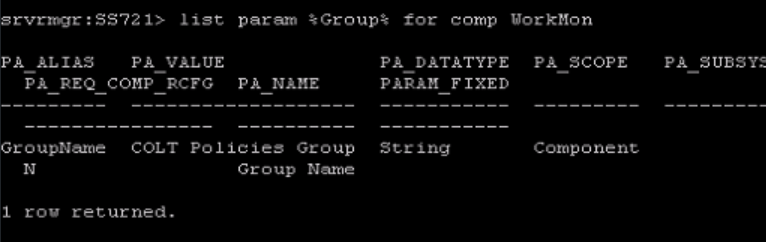 srvrmgr:SS721> list param %Group% for comp WorkMon
PA_ALIAS PA_VALUE PA_DATATYPE PA_SCOPE PA_SUBSYS
PA_REQ_COMP_RCFG PA_NAME PARAM_FIXED
--------- ------------------- ----------- --------- ---------
---------------- ---------- -----------
GroupName COLT Policies Group String Component
N Group Name
1 row returned.